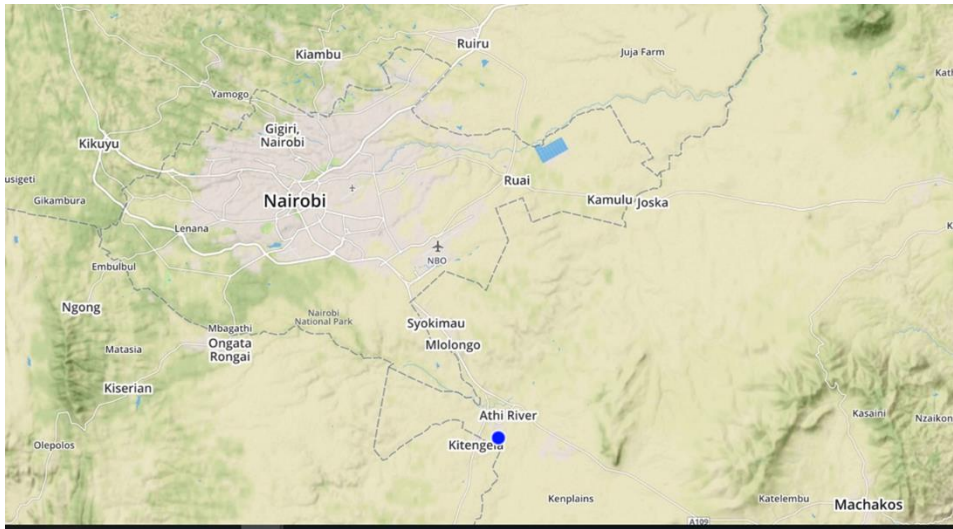 Ruiru
Kiambu
Juja Farm
Kath
Yamogo
Gigiri,
Nairobi
Kikuyu
usigeti
Ruai
Gikambura
Nairobi
Kamulu
Joska
Lenana
NBO
Embulbul
Ngong
Nairobi
National Park
Syokimau
Mbagathi
Ongata
Rongai
Mlolongo
Matasia
Kiserian
Athi River
Kasaini
Nzaikon
Olepolos
Kitengela
Kenplains
Katelembu
Machakos
A109